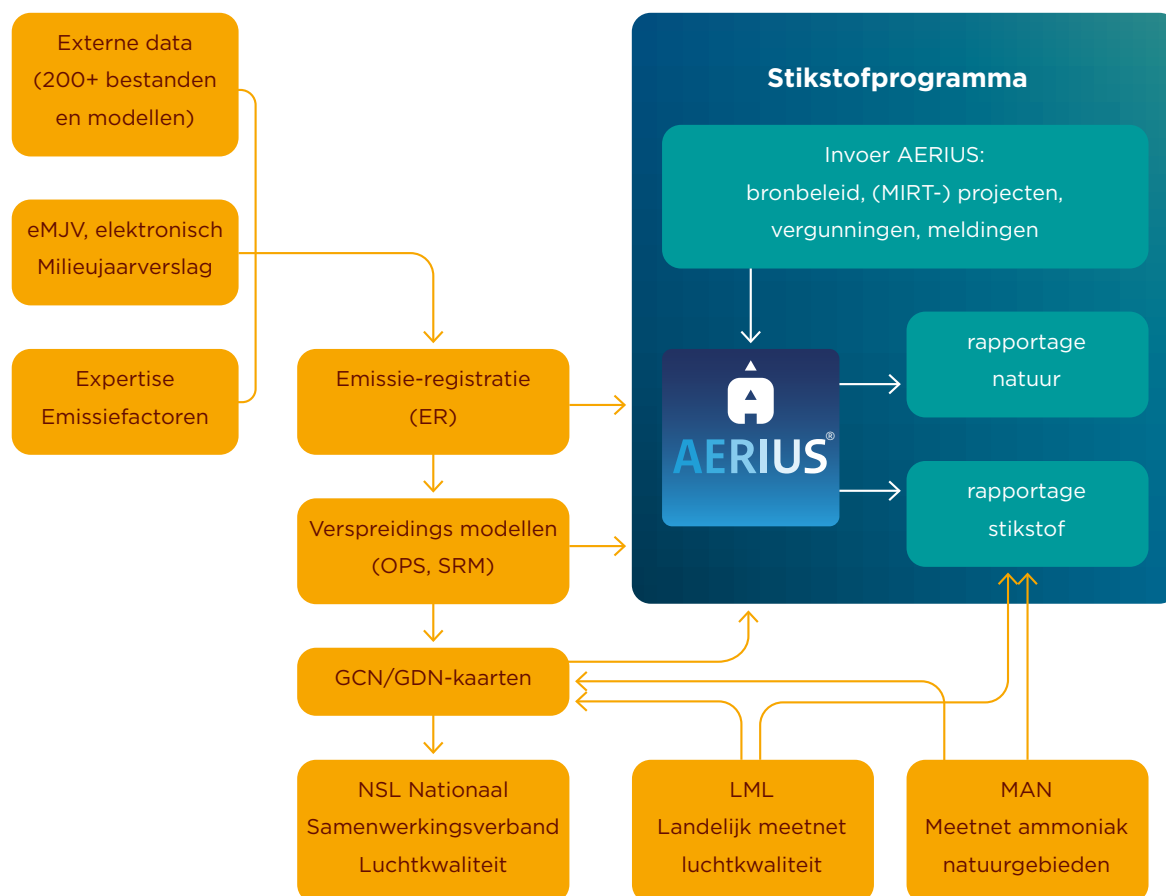 Externe data
(200+ bestanden
en modellen)
eMJV, elektronisch
Milieujaarverslag
Expertise
Emissiefactoren
Emissie-registratie
(ER)
Verspreidings modellen
(OPS, SRM)
GCN/GDN-kaarten
NSL Nationaal
Samenwerkingsverband
Luchtkwaliteit
LML
Landelijk meetnet
luchtkwaliteit
MAN
Meetnet ammoniak
natuurgebieden
Stikstofprogramma
Invoer AERIUS:
bronbeleid, (MIRT-) projecten,
vergunningen, meldingen
AERIUS®
rapportage
natuur
rapportage
stikstof